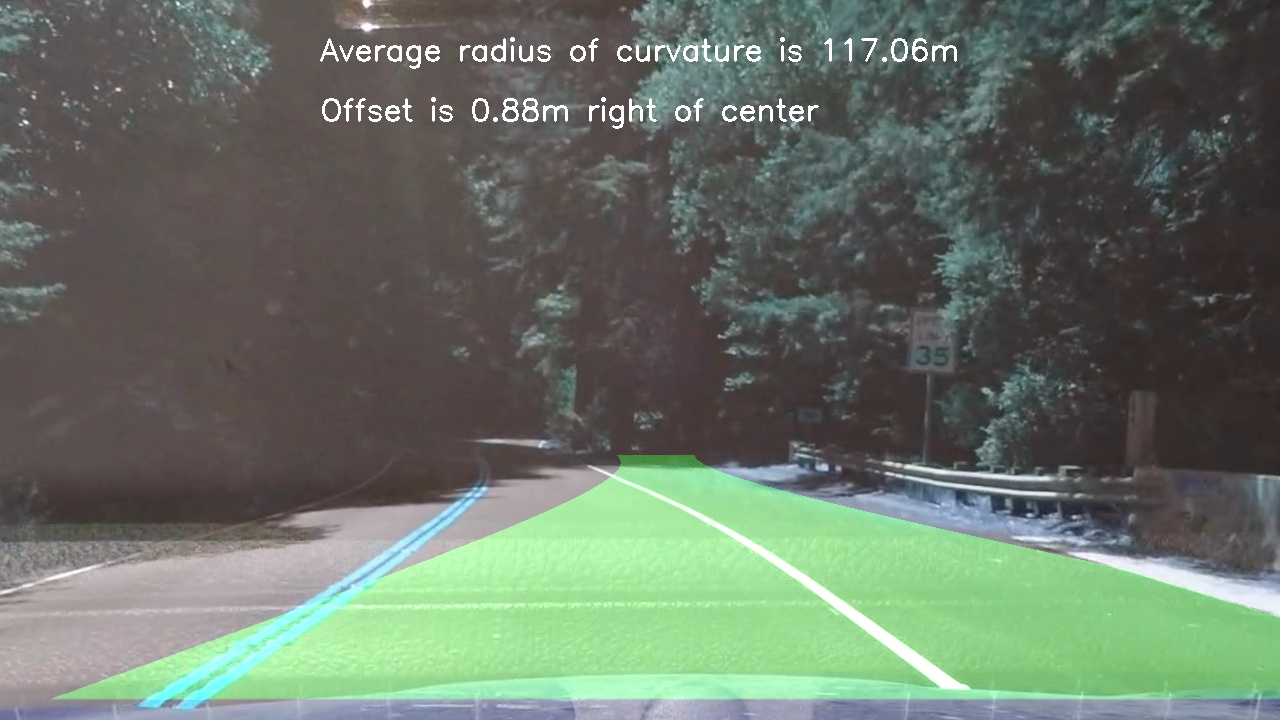 Average radius of curvature is 117.06m
Offset is 0.88m right of center
35